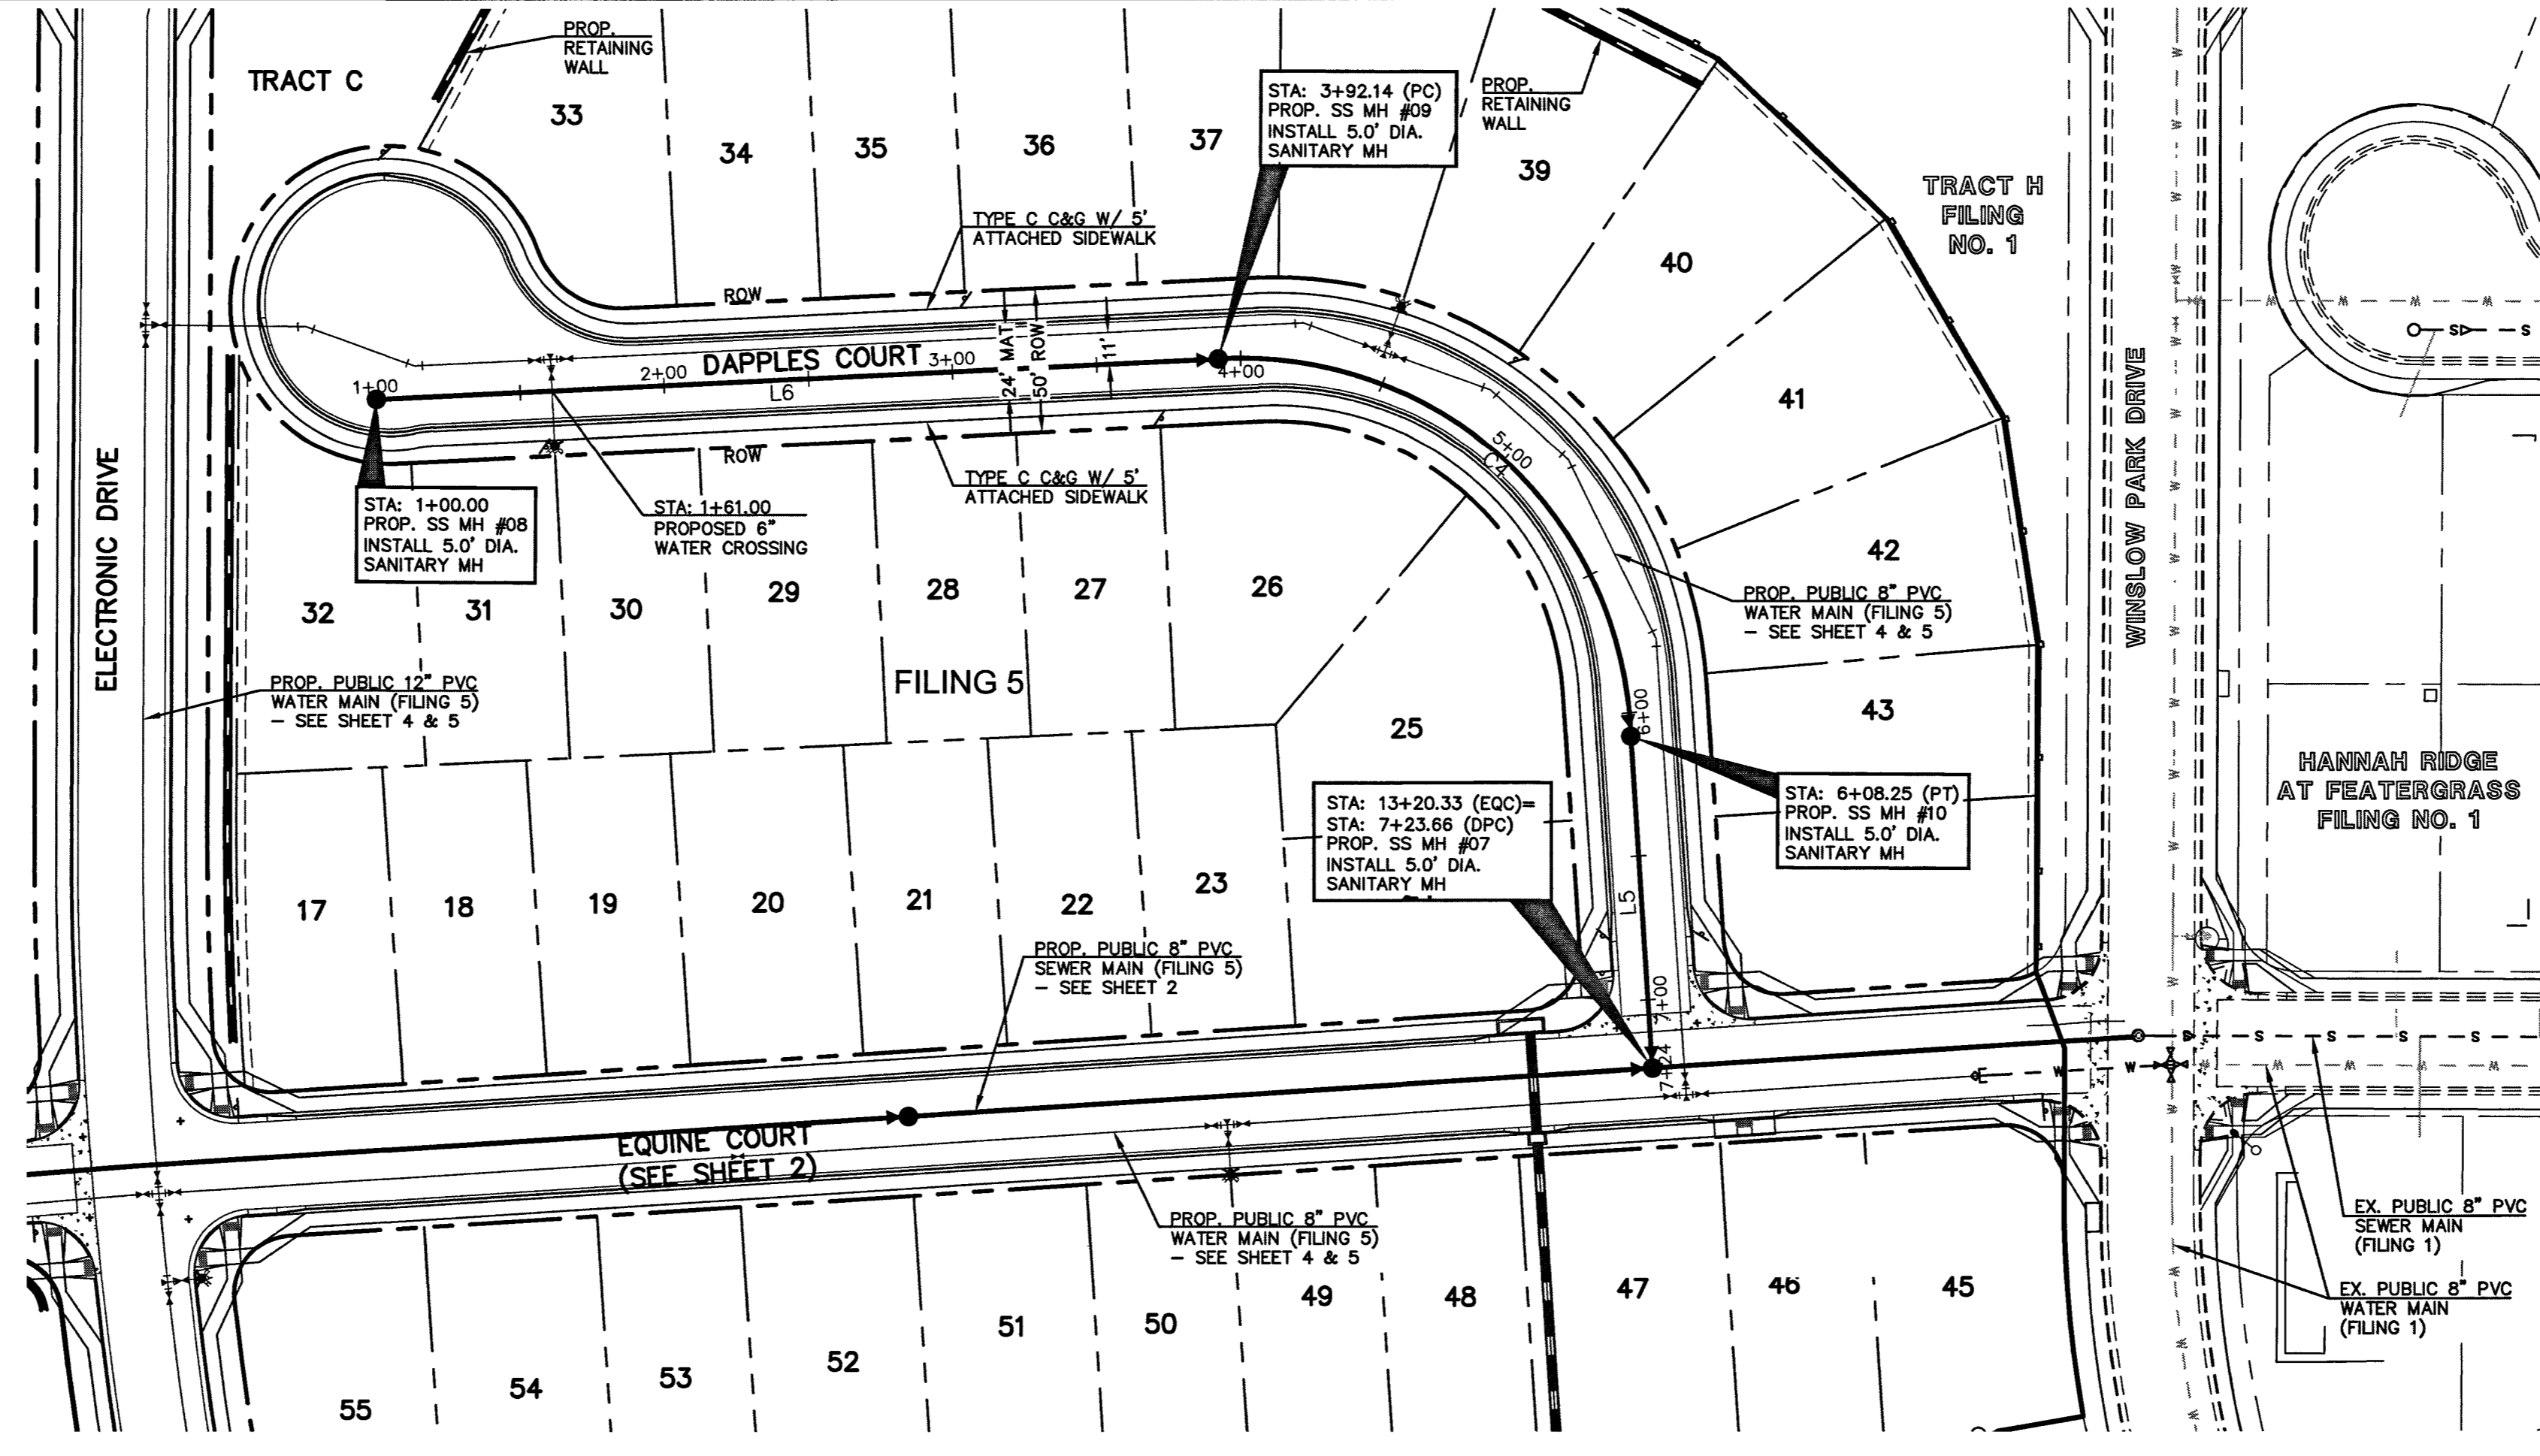 PROP.
RETAINING
WALL
TRACT C
33
34
35
36
37
STA: 3+92.14 (PC)
PROP. SS MH #09
INSTALL 5.0' DIA.
SANITARY MH
PROP.
RETAINING
WALL
39
40
41
42
43
TRACT H
FILING
NO. 1
WINSLOW PARK DRIVE
TYPE C C&G W/ 5'
ATTACHED SIDEWALK
ROW
24' MAT
50' ROW
11'
DAPPLES COURT
1+00
2+00
3+00
4+00
L6
5+00
C4
6+00
ROW
TYPE C C&G W/ 5'
ATTACHED SIDEWALK
STA: 1+00.00
PROP. SS MH #08
INSTALL 5.0' DIA.
SANITARY MH
STA: 1+61.00
PROPOSED 6"
WATER CROSSING
ELECTRONIC DRIVE
32
31
30
29
28
27
26
25
PROP. PUBLIC 8" PVC
WATER MAIN (FILING 5)
- SEE SHEET 4 & 5
FILING 5
PROP. PUBLIC 12" PVC
WATER MAIN (FILING 5)
- SEE SHEET 4 & 5
STA: 13+20.33 (EQC)=
STA: 7+23.66 (DPC)
PROP. SS MH #07
INSTALL 5.0' DIA.
SANITARY MH
STA: 6+08.25 (PT)
PROP. SS MH #10
INSTALL 5.0' DIA.
SANITARY MH
HANNAH RIDGE
AT FEATERGRASS
FILING NO. 1
17
18
19
20
21
22
23
L5
7+00
7+24
PROP. PUBLIC 8" PVC
SEWER MAIN (FILING 5)
- SEE SHEET 2
EQUINE COURT
(SEE SHEET 2)
PROP. PUBLIC 8" PVC
WATER MAIN (FILING 5)
- SEE SHEET 4 & 5
EX. PUBLIC 8" PVC
SEWER MAIN
(FILING 1)
EX. PUBLIC 8" PVC
WATER MAIN
(FILING 1)
55
54
53
52
51
50
49
48
47
46
45